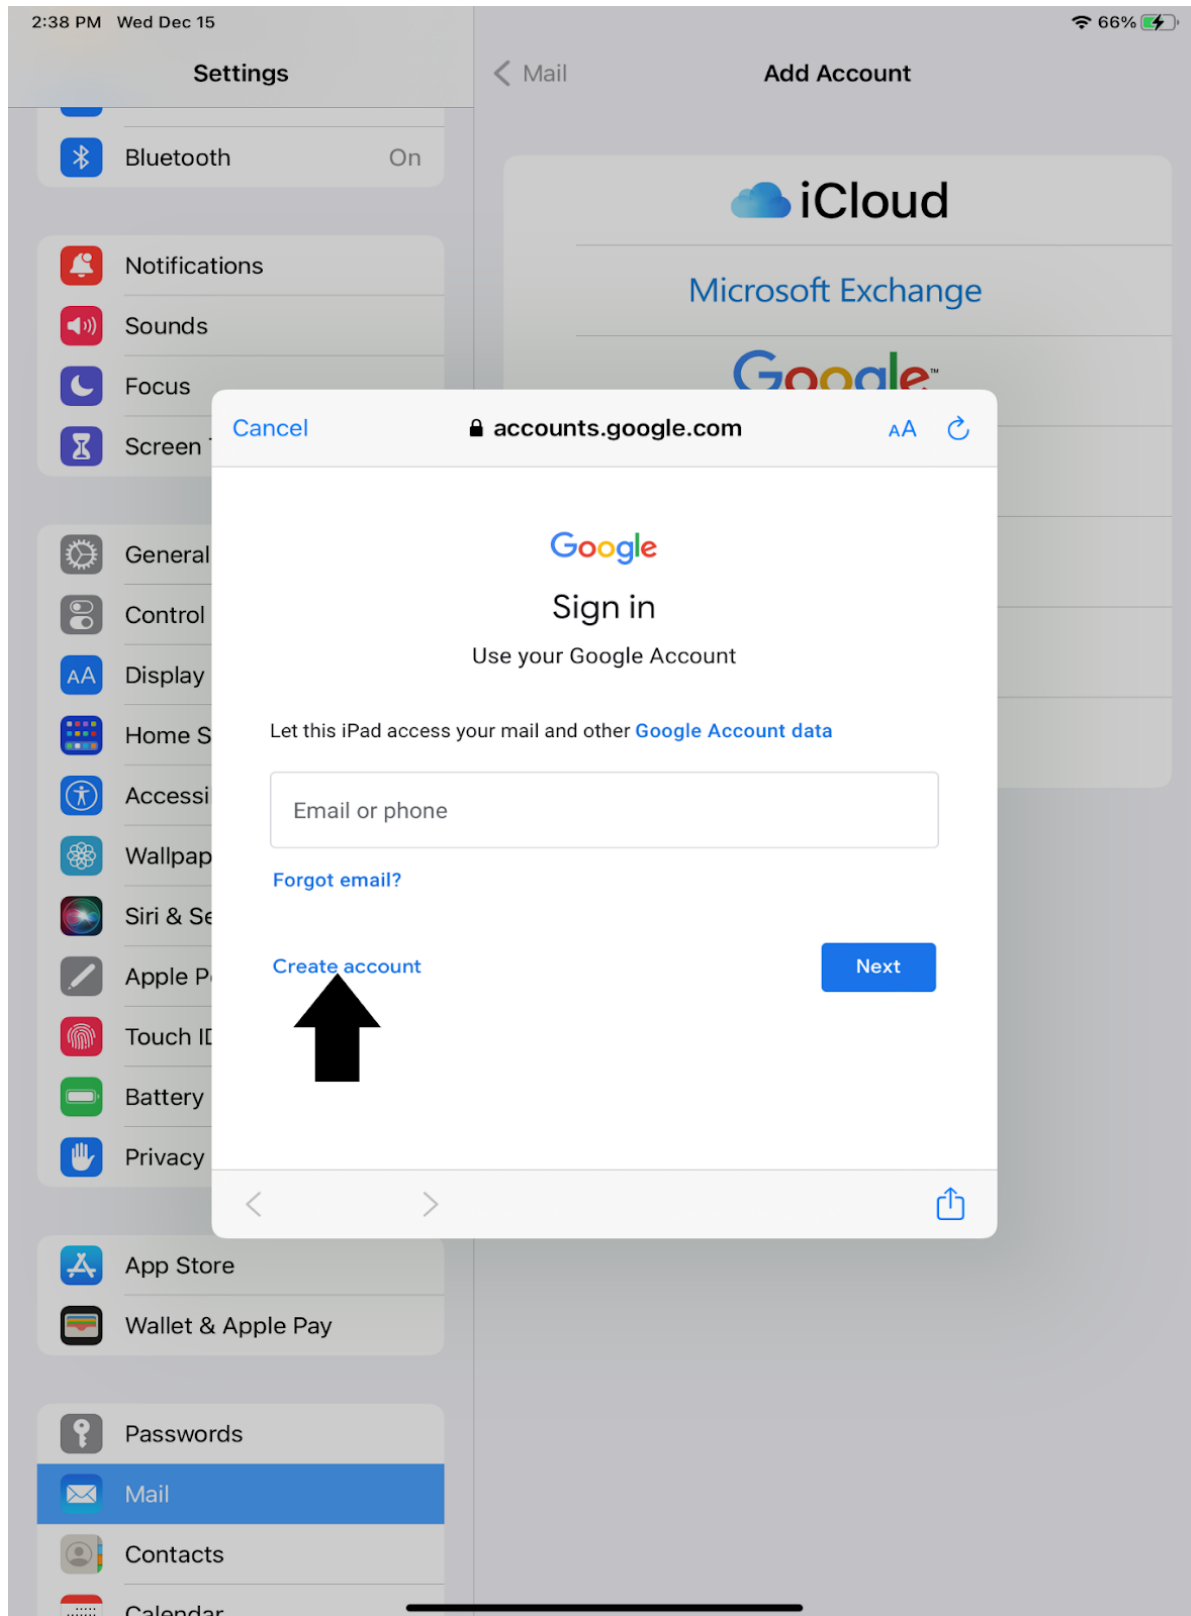 2:38 PM Wed Dec 15
66%
Settings
Bluetooth On
Notifications
Sounds
Focus
Screen T
General
Control
Display
Home S
Accessi
Wallpap
Siri & Se
Apple P
Touch ID
Battery
Privacy
App Store
Wallet & Apple Pay
Passwords
Mail
Contacts
Calendar
Mail
Add Account
iCloud
Microsoft Exchange
Google™
Cancel
accounts.google.com
AA
Google
Sign in
Use your Google Account
Let this iPad access your mail and other Google Account data
Email or phone
Forgot email?
Create account
Next